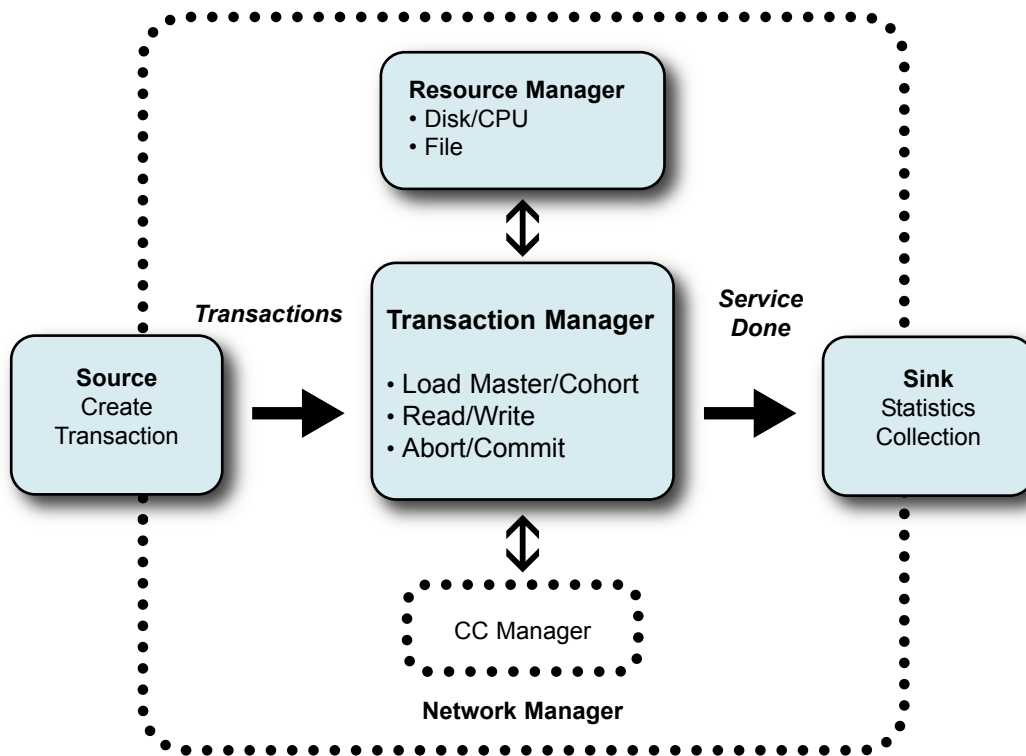 Resource Manager
• Disk/CPU
• File
Transactions
Service
Done
Transaction Manager
• Load Master/Cohort
• Read/Write
• Abort/Commit
Source
Create
Transaction
Sink
Statistics
Collection
CC Manager
Network Manager